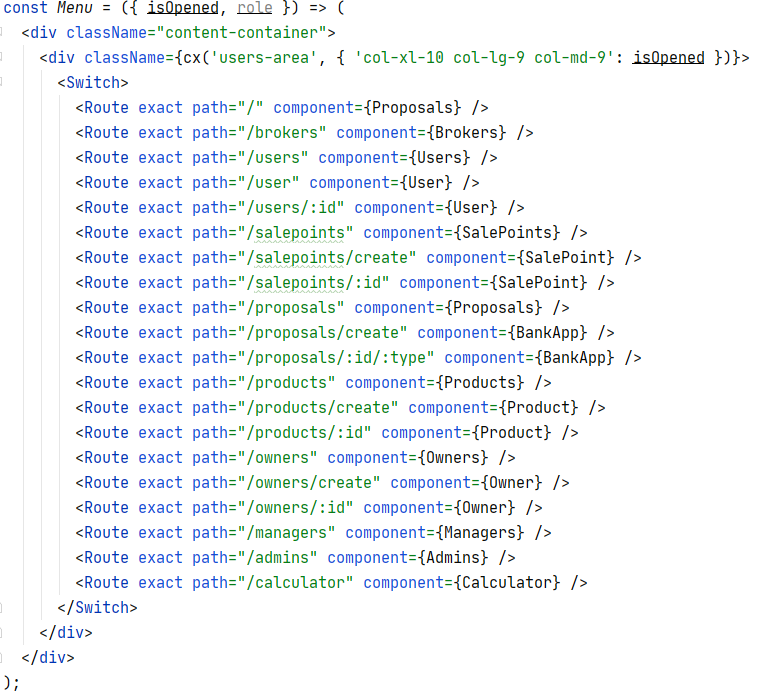 const Menu = ({ isOpened, role }) => (
<div className="content-container">
<div className={cx('users-area', { 'col-xl-10 col-lg-9 col-md-9': isOpened })}>
<Switch>
<Route exact path="/" component={Proposals} />
<Route exact path="/brokers" component={Brokers} />
<Route exact path="/users" component={Users} />
<Route exact path="/user" component={User} />
<Route exact path="/users/:id" component={User} />
<Route exact path="/salepoints" component={SalePoints} />
<Route exact path="/salepoints/create" component={SalePoint} />
<Route exact path="/salepoints/:id" component={SalePoint} />
<Route exact path="/proposals" component={Proposals} />
<Route exact path="/proposals/create" component={BankApp} />
<Route exact path="/proposals/:id/:type" component={BankApp} />
<Route exact path="/products" component={Products} />
<Route exact path="/products/create" component={Product} />
<Route exact path="/products/:id" component={Product} />
<Route exact path="/owners" component={Owners} />
<Route exact path="/owners/create" component={Owner} />
<Route exact path="/owners/:id" component={Owner} />
<Route exact path="/managers" component={Managers} />
<Route exact path="/admins" component={Admins} />
<Route exact path="/calculator" component={Calculator} />
</Switch>
</div>
</div>
);